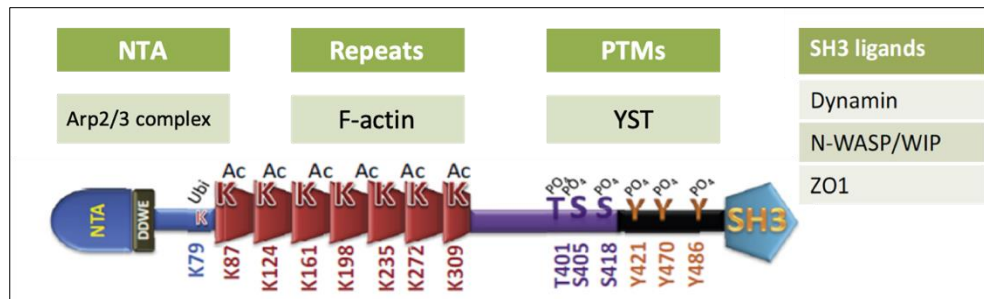 NTA Repeats PTMs SH3 ligands
Arp2/3 complex F-actin YST Dynamin
N-WASP/WIP
ZO1
Ubi Ac Ac Ac Ac Ac Ac Ac PO₄ PO₄ PO₄ PO₄ PO₄ PO₄
NTA DDWE K K K K K K K K T S S Y Y Y SH3
K79 K87 K124 K161 K198 K235 K272 K309 T401 S405 S418 Y421 Y470 Y486